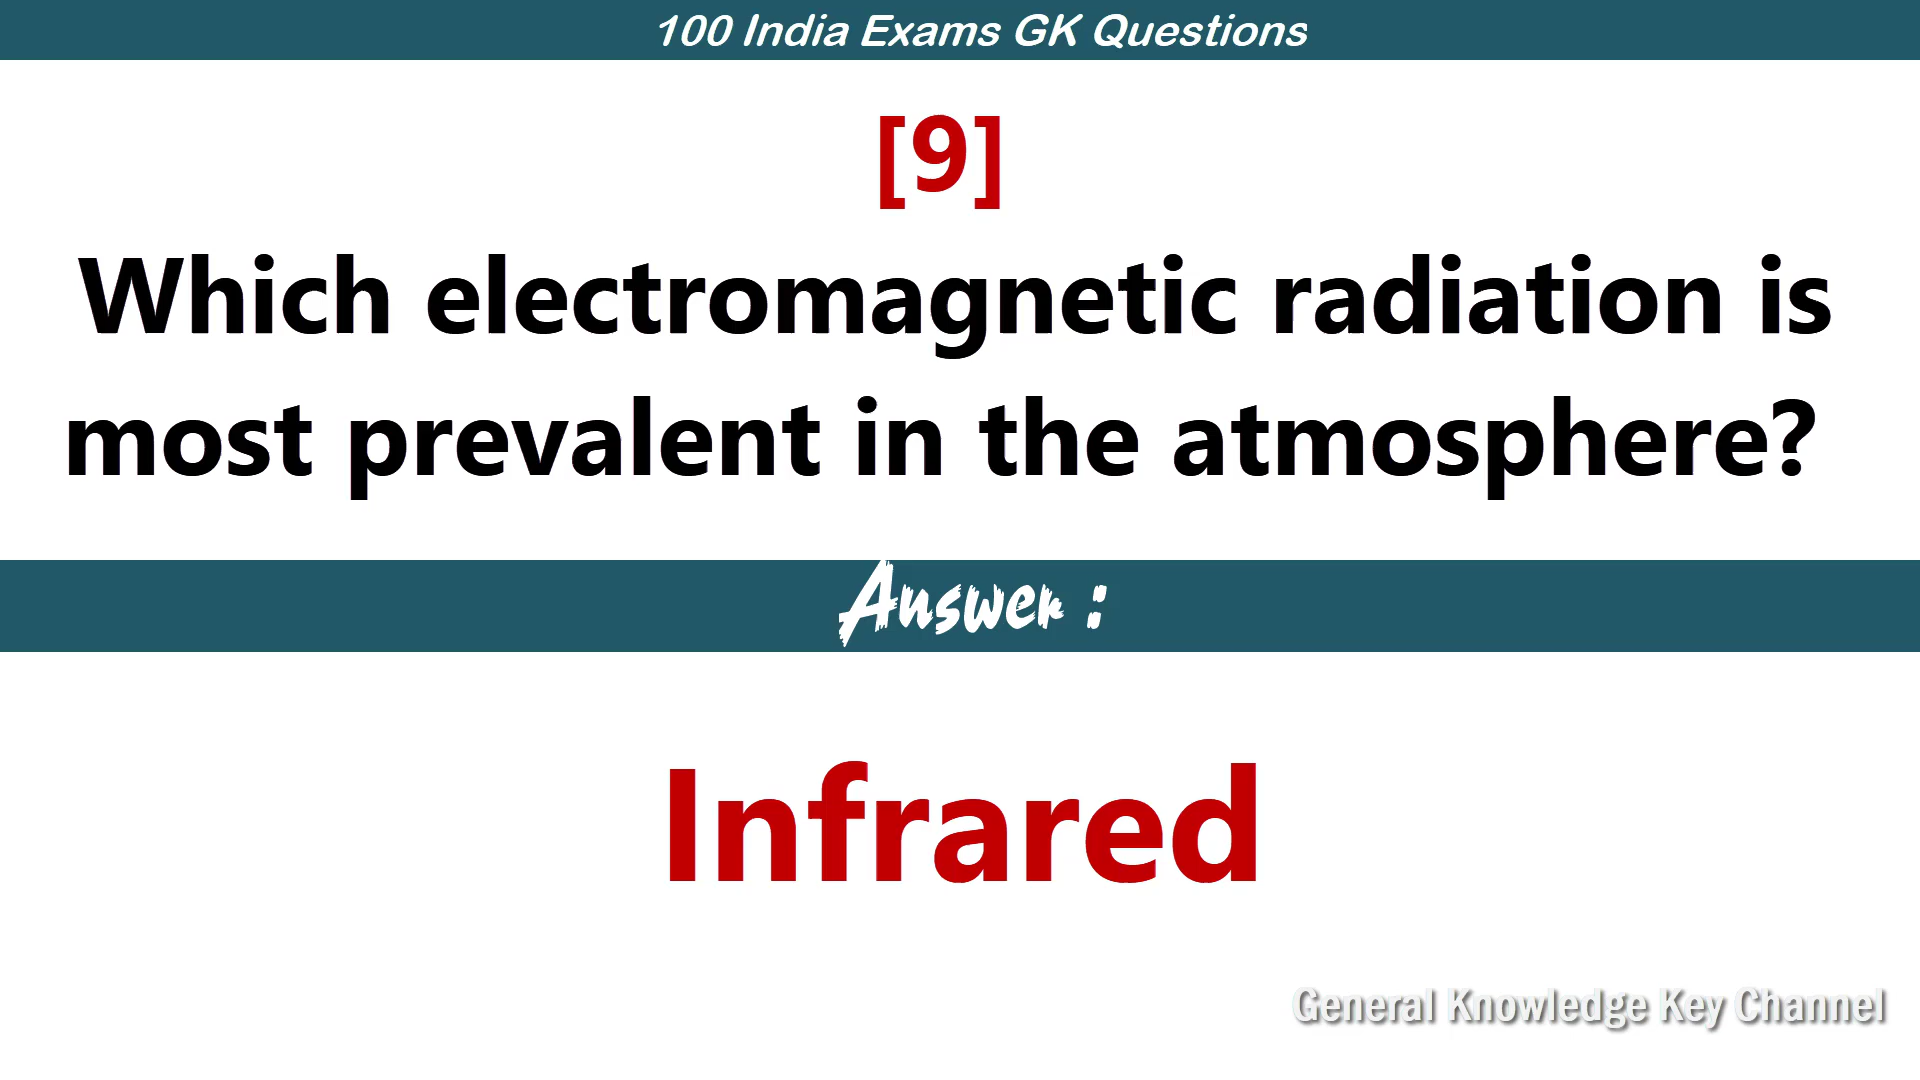 100 India Exams GK Questions
[9]
Which electromagnetic radiation is
most prevalent in the atmosphere?
Answer :
Infrared
General Knowledge Key Channel